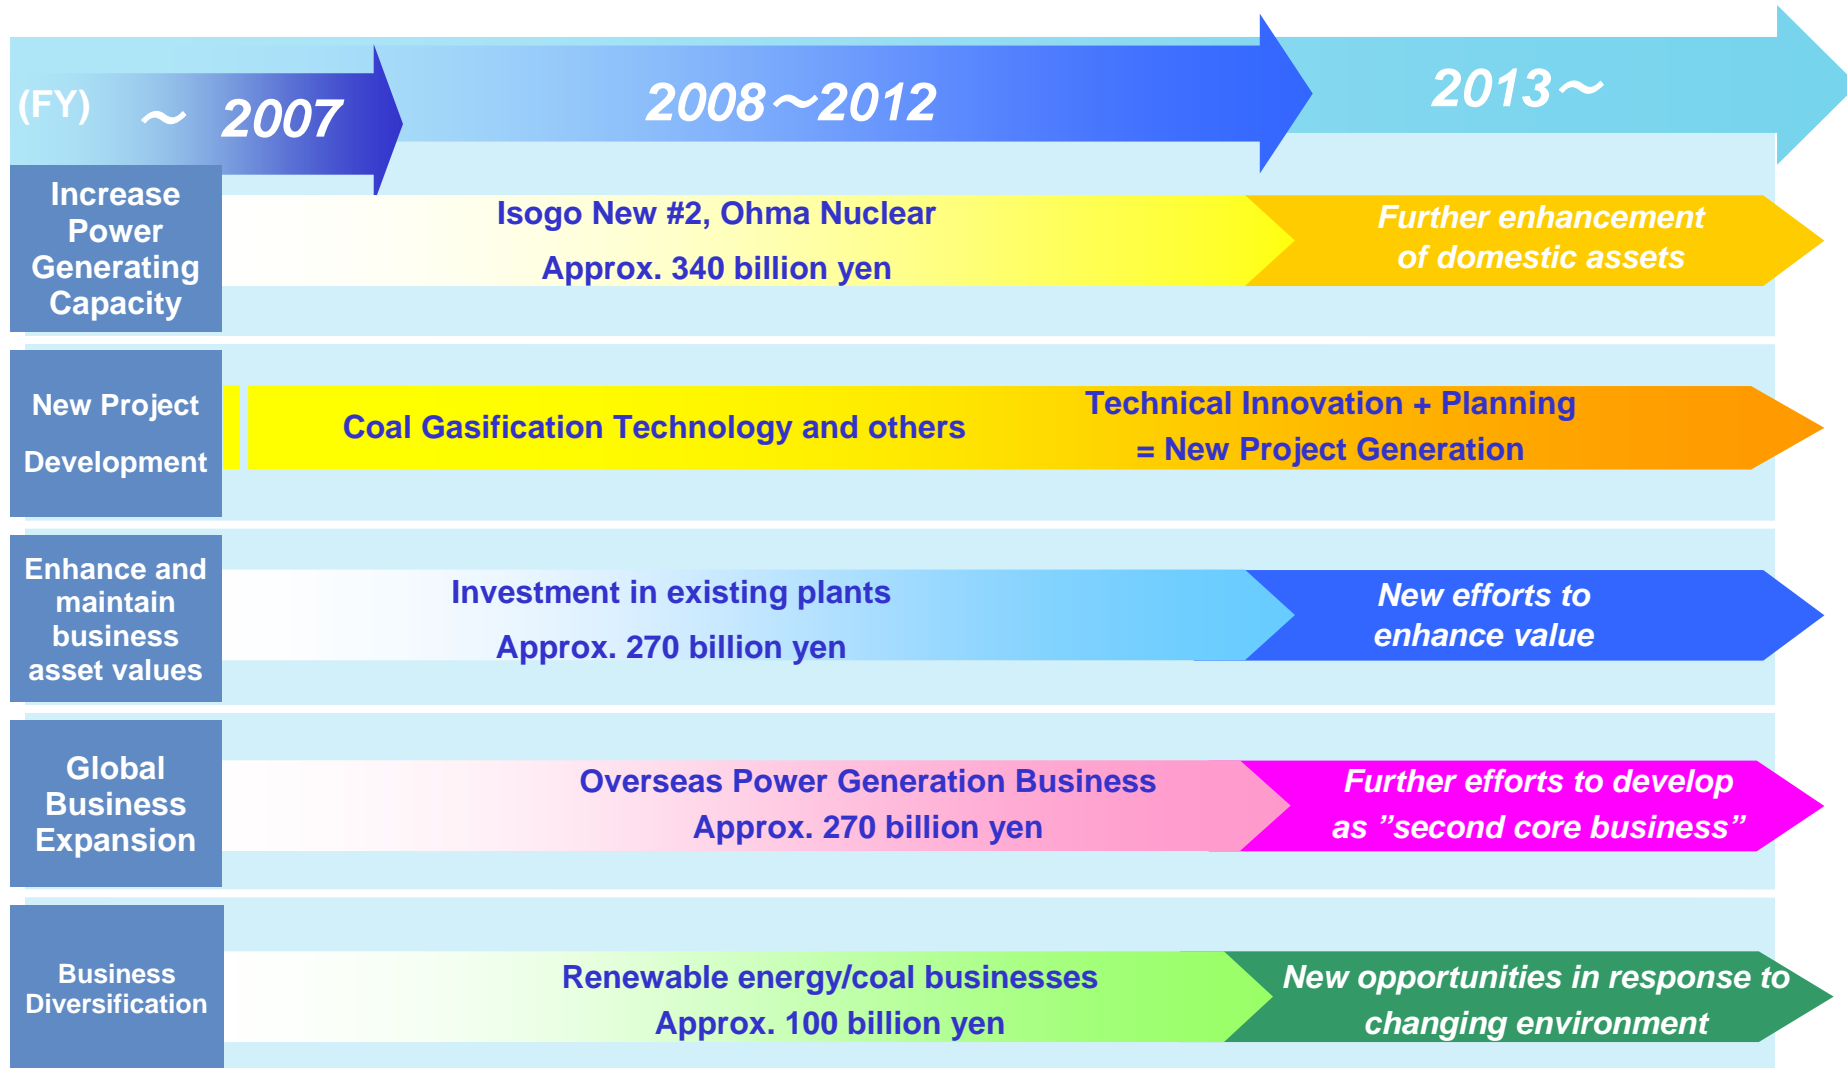 (FY)
～ 2007
2008～2012
2013～
Increase
Power
Generating
Capacity
Isogo New #2, Ohma Nuclear
Approx. 340 billion yen
Further enhancement
of domestic assets
New Project
Development
Coal Gasification Technology and others
Technical Innovation + Planning
= New Project Generation
Enhance and
maintain
business
asset values
Investment in existing plants
Approx. 270 billion yen
New efforts to
enhance value
Global
Business
Expansion
Overseas Power Generation Business
Approx. 270 billion yen
Further efforts to develop
as ”second core business”
Business
Diversification
Renewable energy/coal businesses
Approx. 100 billion yen
New opportunities in response to
changing environment